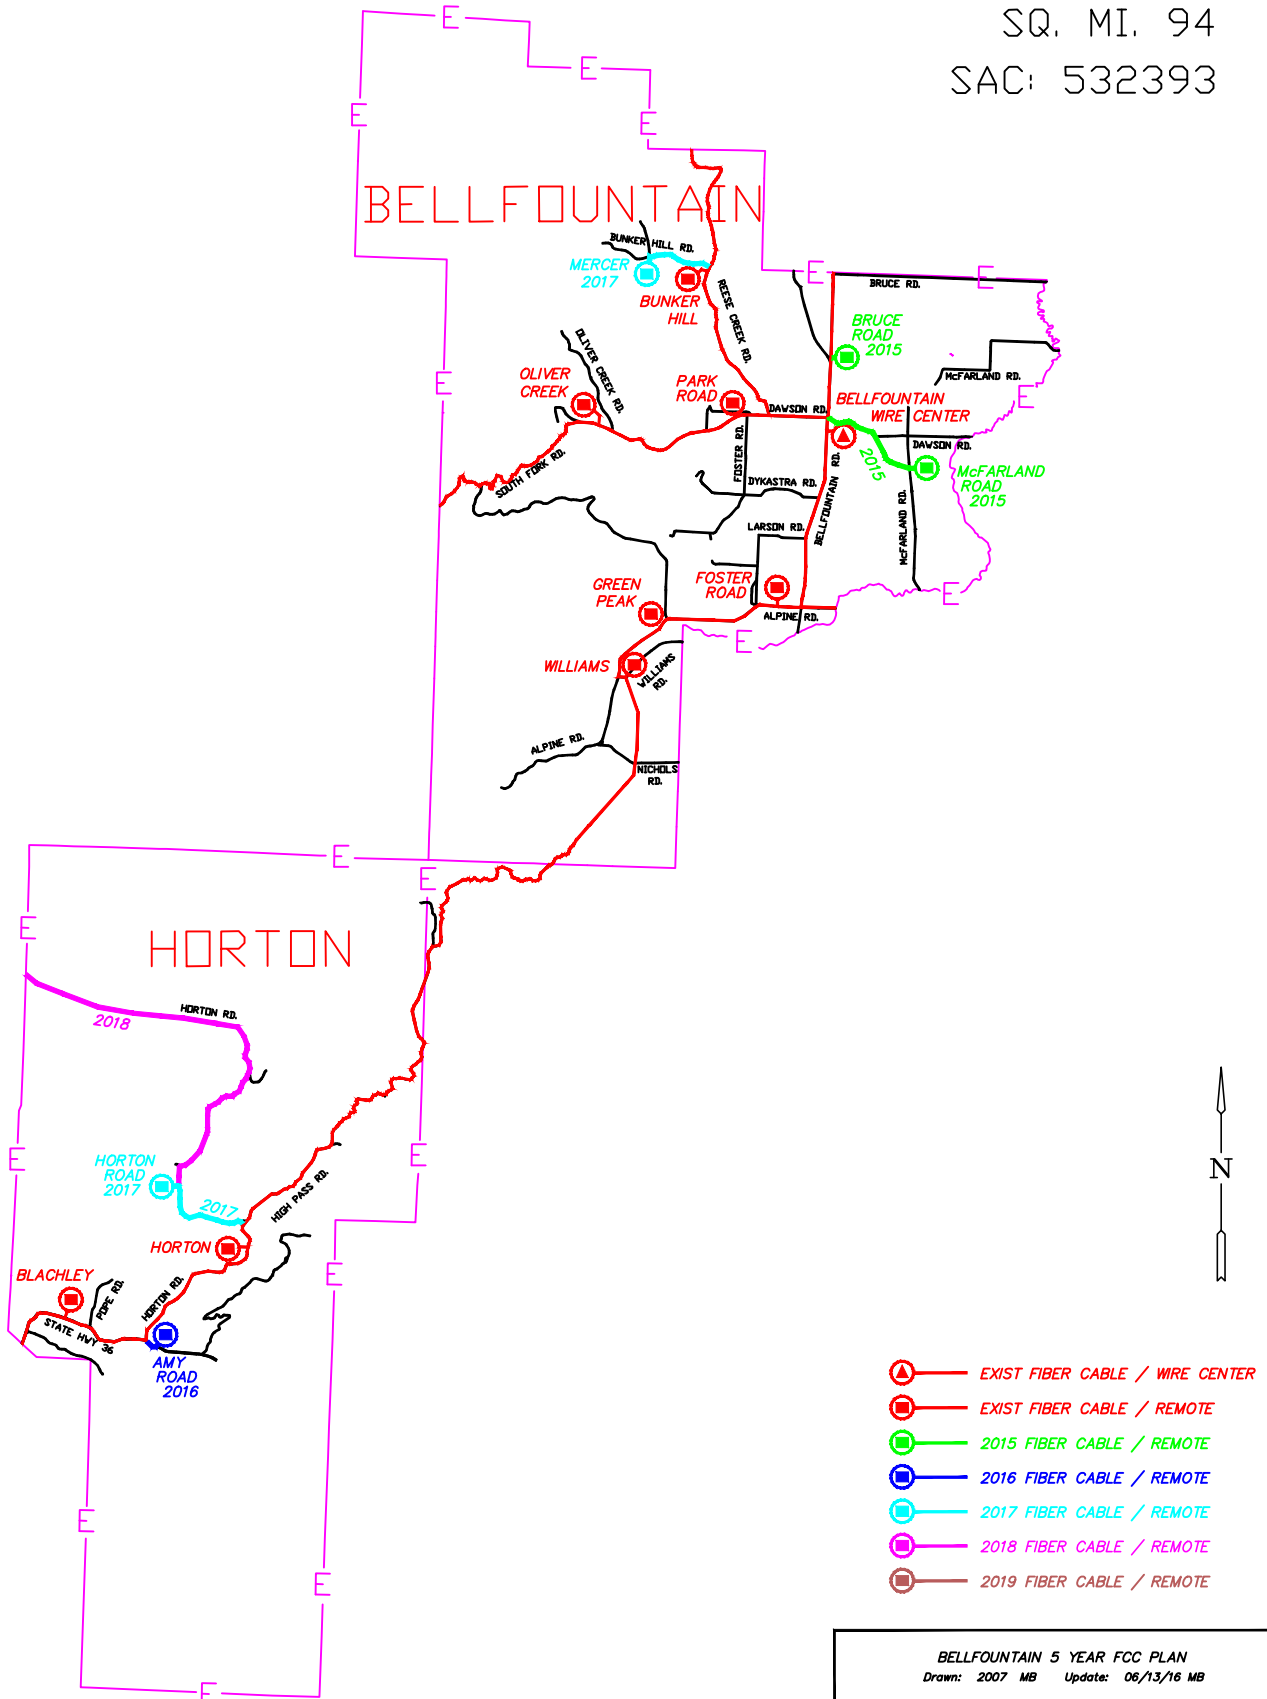 SQ. MI. 94
SAC: 532393
E
E
E
E
BELLFOUNTAIN
BUNKER HILL RD.
MERCER
2017
BUNKER
HILL
REESE CREEK RD.
E
E
BRUCE RD.
BRUCE
ROAD
2015
McFARLAND RD.
E
E
OLIVER CREEK RD.
OLIVER
CREEK
PARK
ROAD
DAWSON RD.
BELLFOUNTAIN
WIRE CENTER
DAWSON RD.
2015
McFARLAND
ROAD
2015
SOUTH FORK RD.
FOSTER RD.
DYKASTRA RD.
BELLFOUNTAIN RD.
LARSON RD.
McFARLAND RD.
GREEN
PEAK
FOSTER
ROAD
ALPINE RD.
E
E
WILLIAMS
WILLIAMS
RD.
ALPINE RD.
NICHOLS
RD.
E
E
E
HORTON
HORTON RD.
2018
E
E
HORTON
ROAD
2017
2017
HIGH PASS RD.
HORTON
BLACHLEY
POPE RD.
HORTON RD.
STATE HWY 36
AMY
ROAD
2016
E
E
E
E
N
EXIST FIBER CABLE / WIRE CENTER
EXIST FIBER CABLE / REMOTE
2015 FIBER CABLE / REMOTE
2016 FIBER CABLE / REMOTE
2017 FIBER CABLE / REMOTE
2018 FIBER CABLE / REMOTE
2019 FIBER CABLE / REMOTE
BELLFOUNTAIN 5 YEAR FCC PLAN
Drawn: 2007 MB Update: 06/13/16 MB